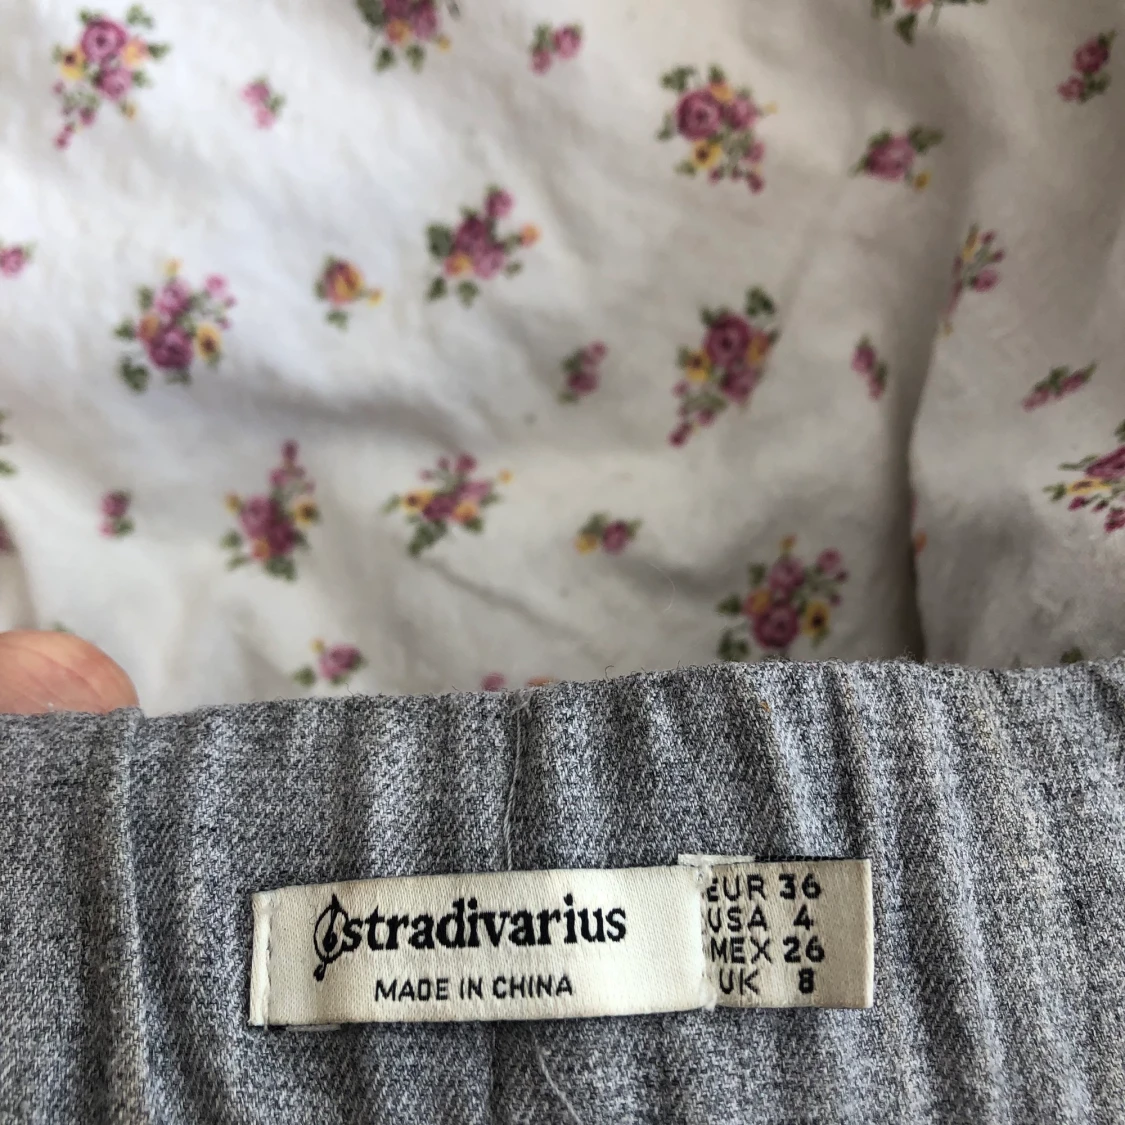 stradivarius
MADE IN CHINA
EUR 36
USA 4
MEX 26
UK 8